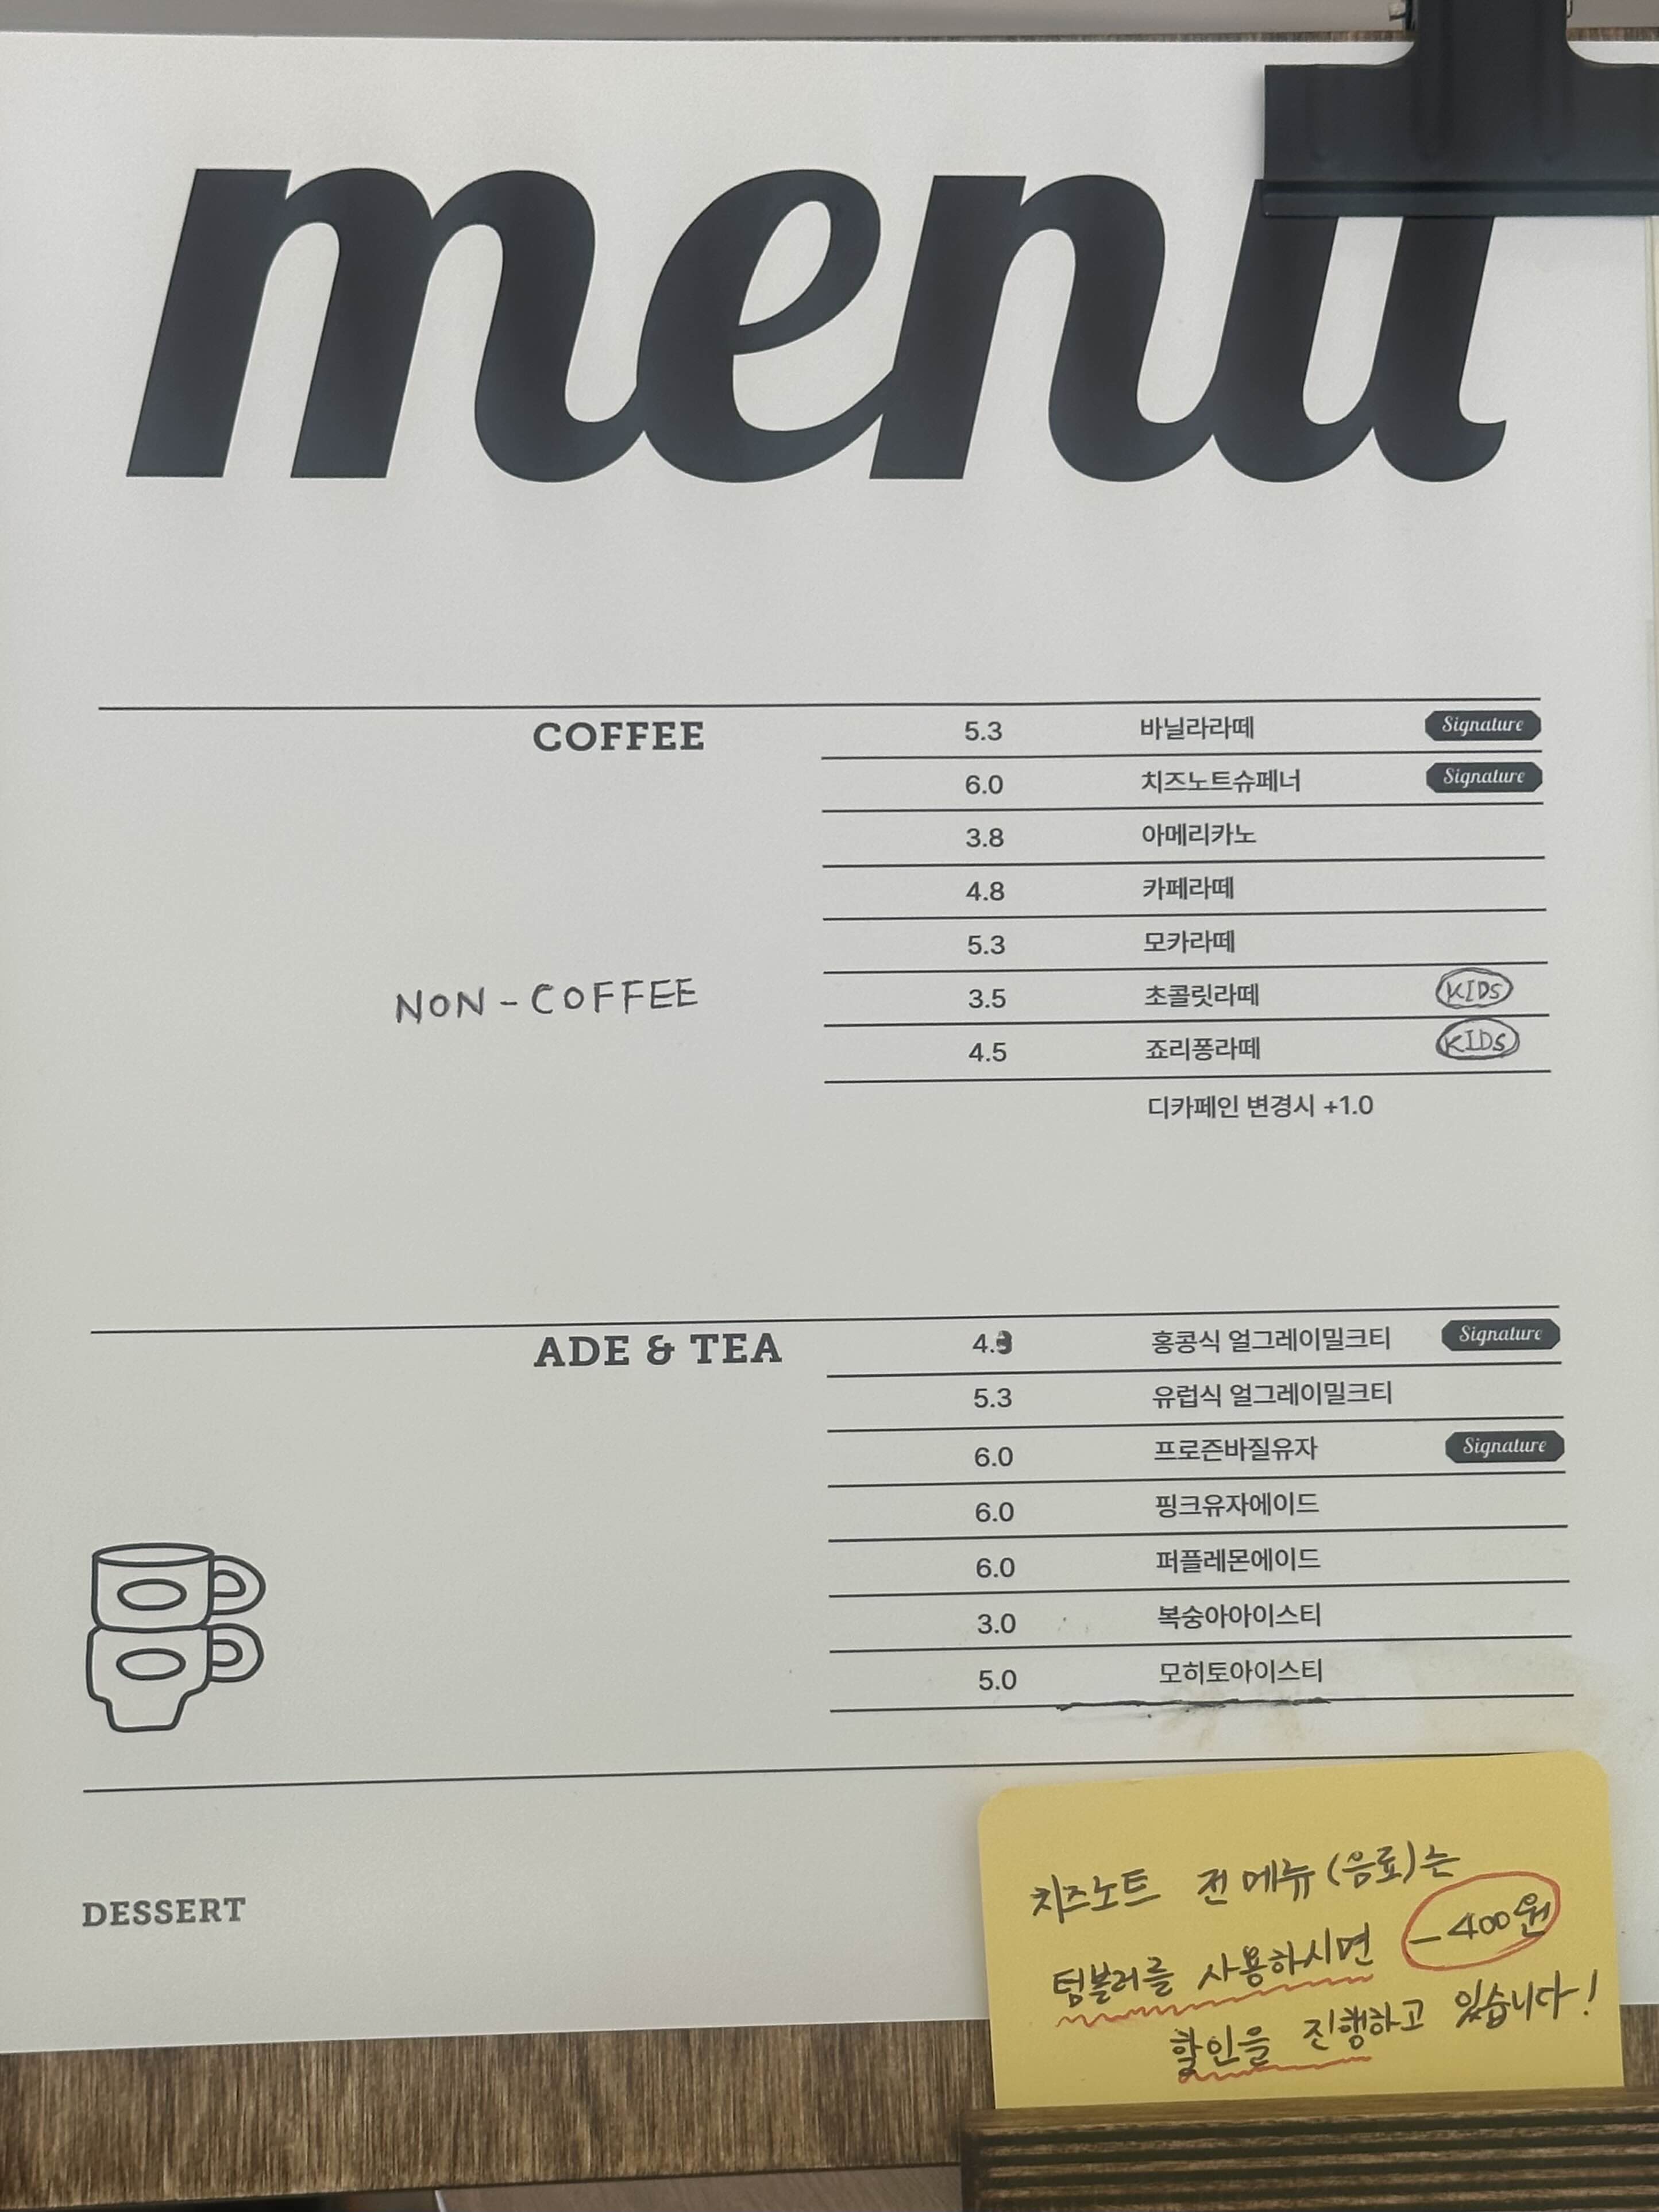 menu
COFFEE 5.3 바닐라라떼 Signature
6.0 치즈노트슈페너 Signature
3.8 아메리카노
4.8 카페라떼
5.3 모카라떼
NON-COFFEE 3.5 초콜릿라떼 KIDS
4.5 죠리퐁라떼 KIDS
디카페인 변경시 +1.0
ADE & TEA 4.3 홍콩식 얼그레이밀크티 Signature
5.3 유럽식 얼그레이밀크티
6.0 프로즌바질유자 Signature
6.0 핑크유자에이드
6.0 퍼플레몬에이드
3.0 복숭아아이스티
5.0 모히토아이스티
DESSERT
치즈노트 전 메뉴(음료)는
텀블러를 사용하시면 -400원
할인을 진행하고 있습니다!